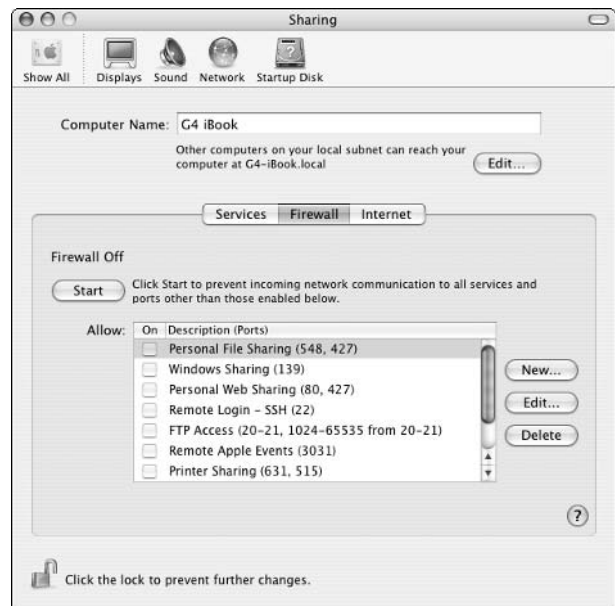 Sharing
Show All
Displays
Sound
Network
Startup Disk
Computer Name: G4 iBook
Other computers on your local subnet can reach your
computer at G4-iBook.local
Edit...
Services
Firewall
Internet
Firewall Off
Start
Click Start to prevent incoming network communication to all services and
ports other than those enabled below.
Allow:
On Description (Ports)
Personal File Sharing (548, 427)
Windows Sharing (139)
Personal Web Sharing (80, 427)
Remote Login – SSH (22)
FTP Access (20-21, 1024-65535 from 20-21)
Remote Apple Events (3031)
Printer Sharing (631, 515)
New...
Edit...
Delete
?
Click the lock to prevent further changes.